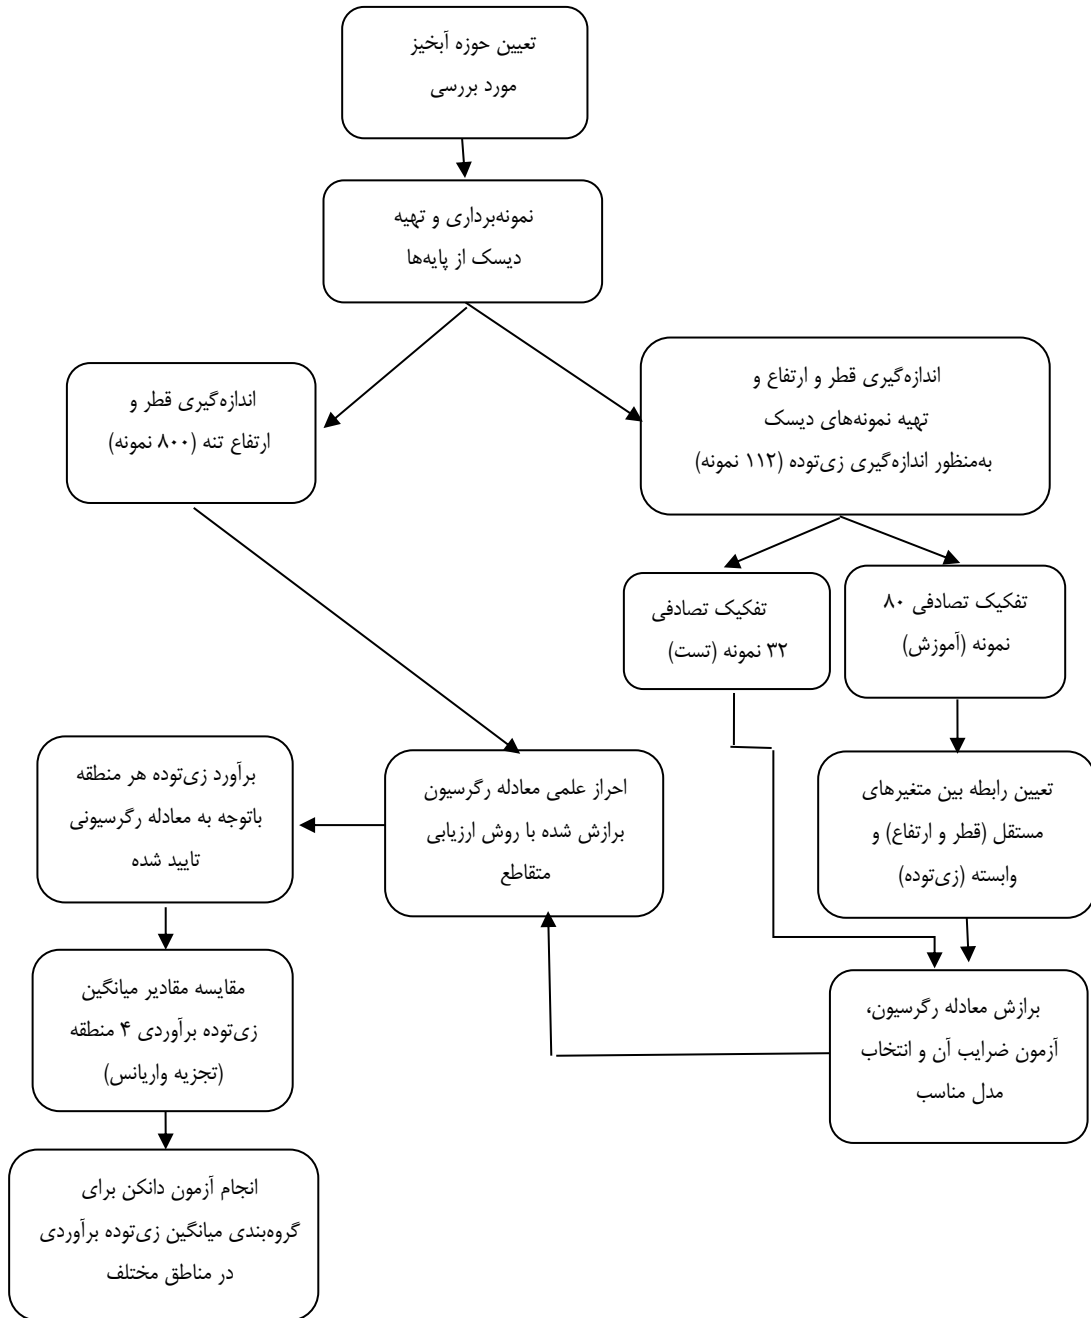 تعیین حوزه آبخیز
مورد بررسی
نمونه‌برداری و تهیه
دیسک از پایه‌ها
اندازه‌گیری قطر و ارتفاع و
تهیه نمونه‌های دیسک
به‌منظور اندازه‌گیری زی‌توده (۱۱۲ نمونه)
اندازه‌گیری قطر و
ارتفاع تنه (۸۰۰ نمونه)
تفکیک تصادفی ۸۰
نمونه (آموزش)
تفکیک تصادفی
۳۲ نمونه (تست)
تعیین رابطه بین متغیرهای
مستقل (قطر و ارتفاع) و
وابسته (زی‌توده)
احراز علمی معادله رگرسیون
برازش شده با روش ارزیابی
متقاطع
برآورد زی‌توده هر منطقه
باتوجه به معادله رگرسیونی
تایید شده
برازش معادله رگرسیون،
آزمون ضرایب آن و انتخاب
مدل مناسب
مقایسه مقادیر میانگین
زی‌توده برآوردی ۴ منطقه
(تجزیه واریانس)
انجام آزمون دانکن برای
گروه‌بندی میانگین زی‌توده برآوردی
در مناطق مختلف